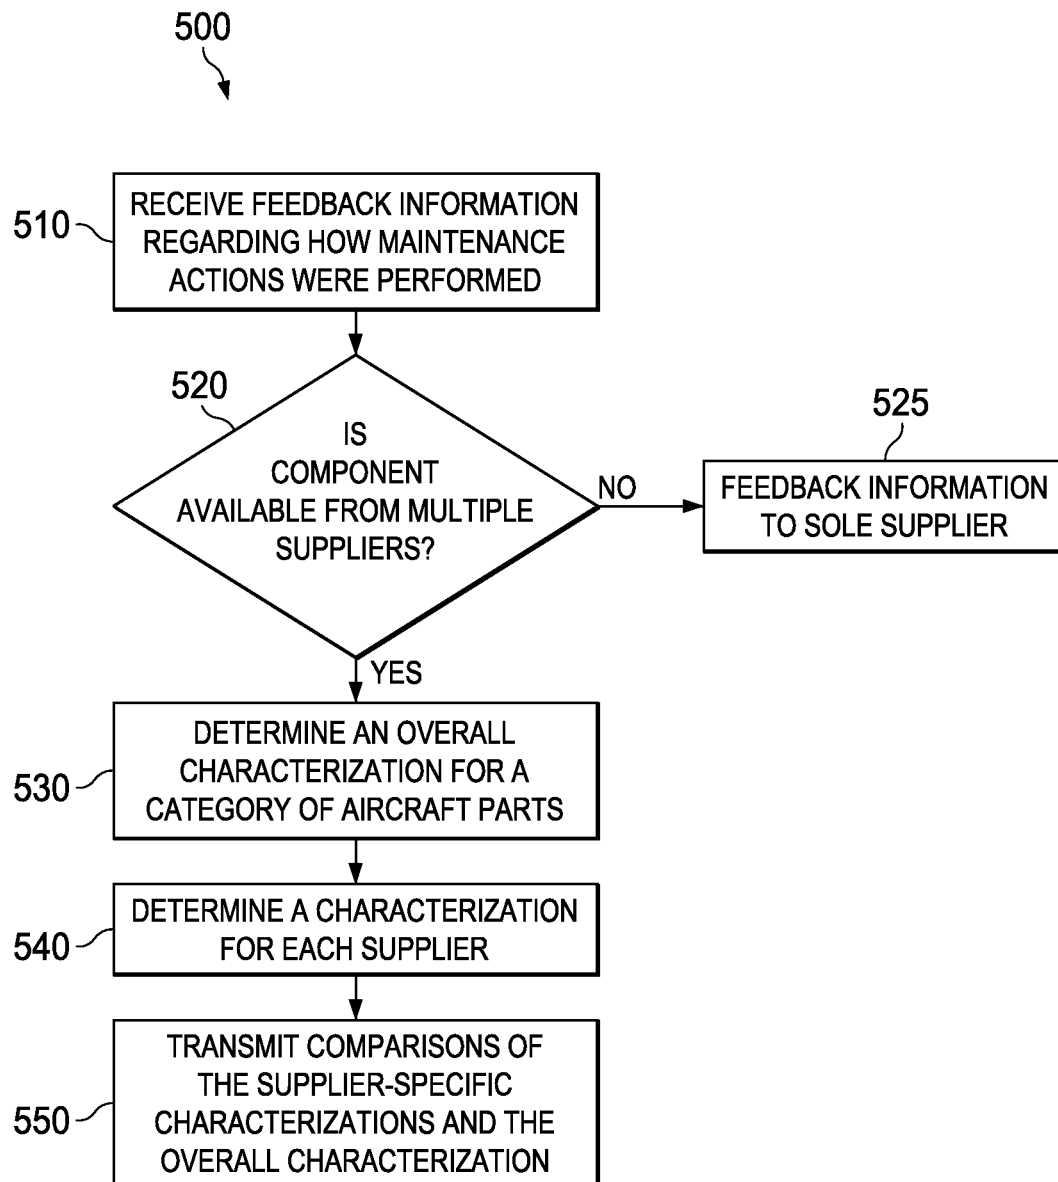 500
510
RECEIVE FEEDBACK INFORMATION
REGARDING HOW MAINTENANCE
ACTIONS WERE PERFORMED
520
IS
COMPONENT
AVAILABLE FROM MULTIPLE
SUPPLIERS?
NO
525
FEEDBACK INFORMATION
TO SOLE SUPPLIER
YES
530
DETERMINE AN OVERALL
CHARACTERIZATION FOR A
CATEGORY OF AIRCRAFT PARTS
540
DETERMINE A CHARACTERIZATION
FOR EACH SUPPLIER
550
TRANSMIT COMPARISONS OF
THE SUPPLIER-SPECIFIC
CHARACTERIZATIONS AND THE
OVERALL CHARACTERIZATION